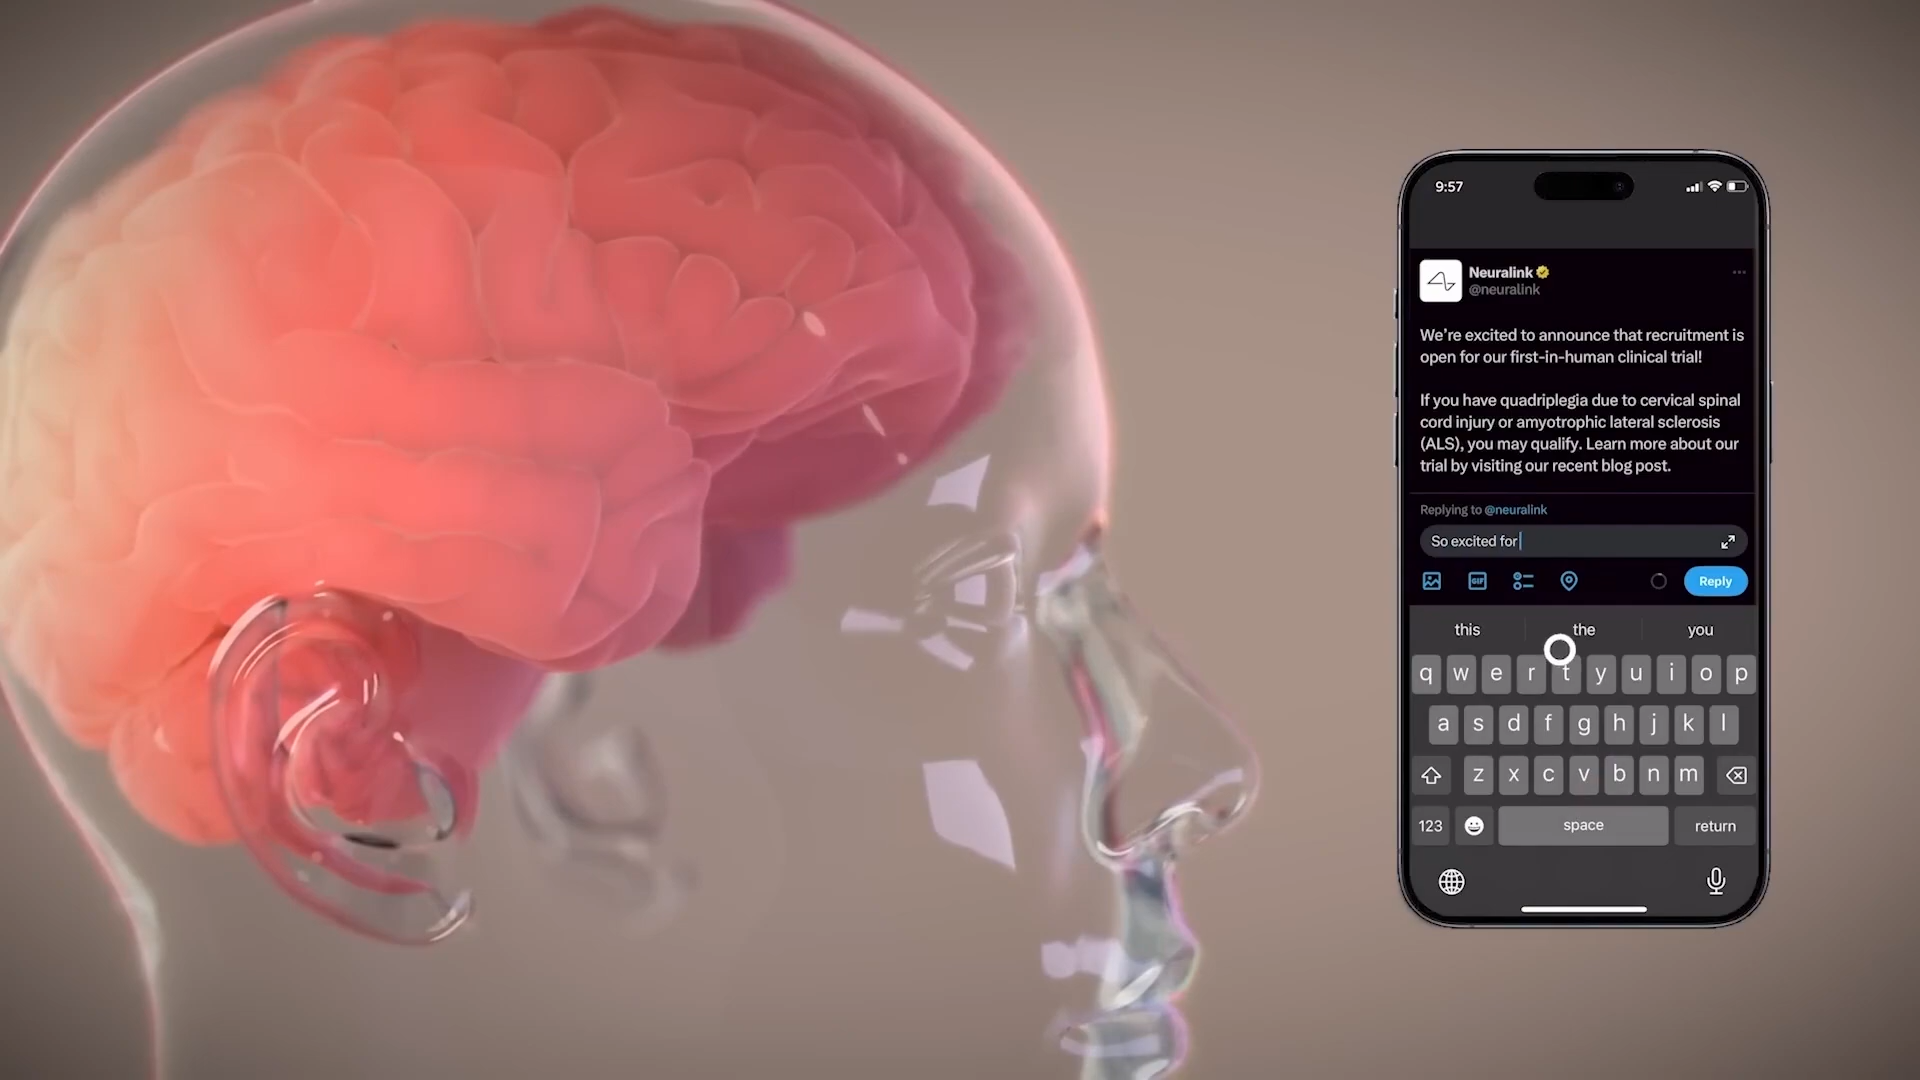 9:57
Neuralink
@neuralink
We're excited to announce that recruitment is
open for our first-in-human clinical trial!
If you have quadriplegia due to cervical spinal
cord injury or amyotrophic lateral sclerosis
(ALS), you may qualify. Learn more about our
trial by visiting our recent blog post.
Replying to @neuralink
So excited for
GIF
Reply
this the you
q w e r t y u i o p
a s d f g h j k l
z x c v b n m
123 space return